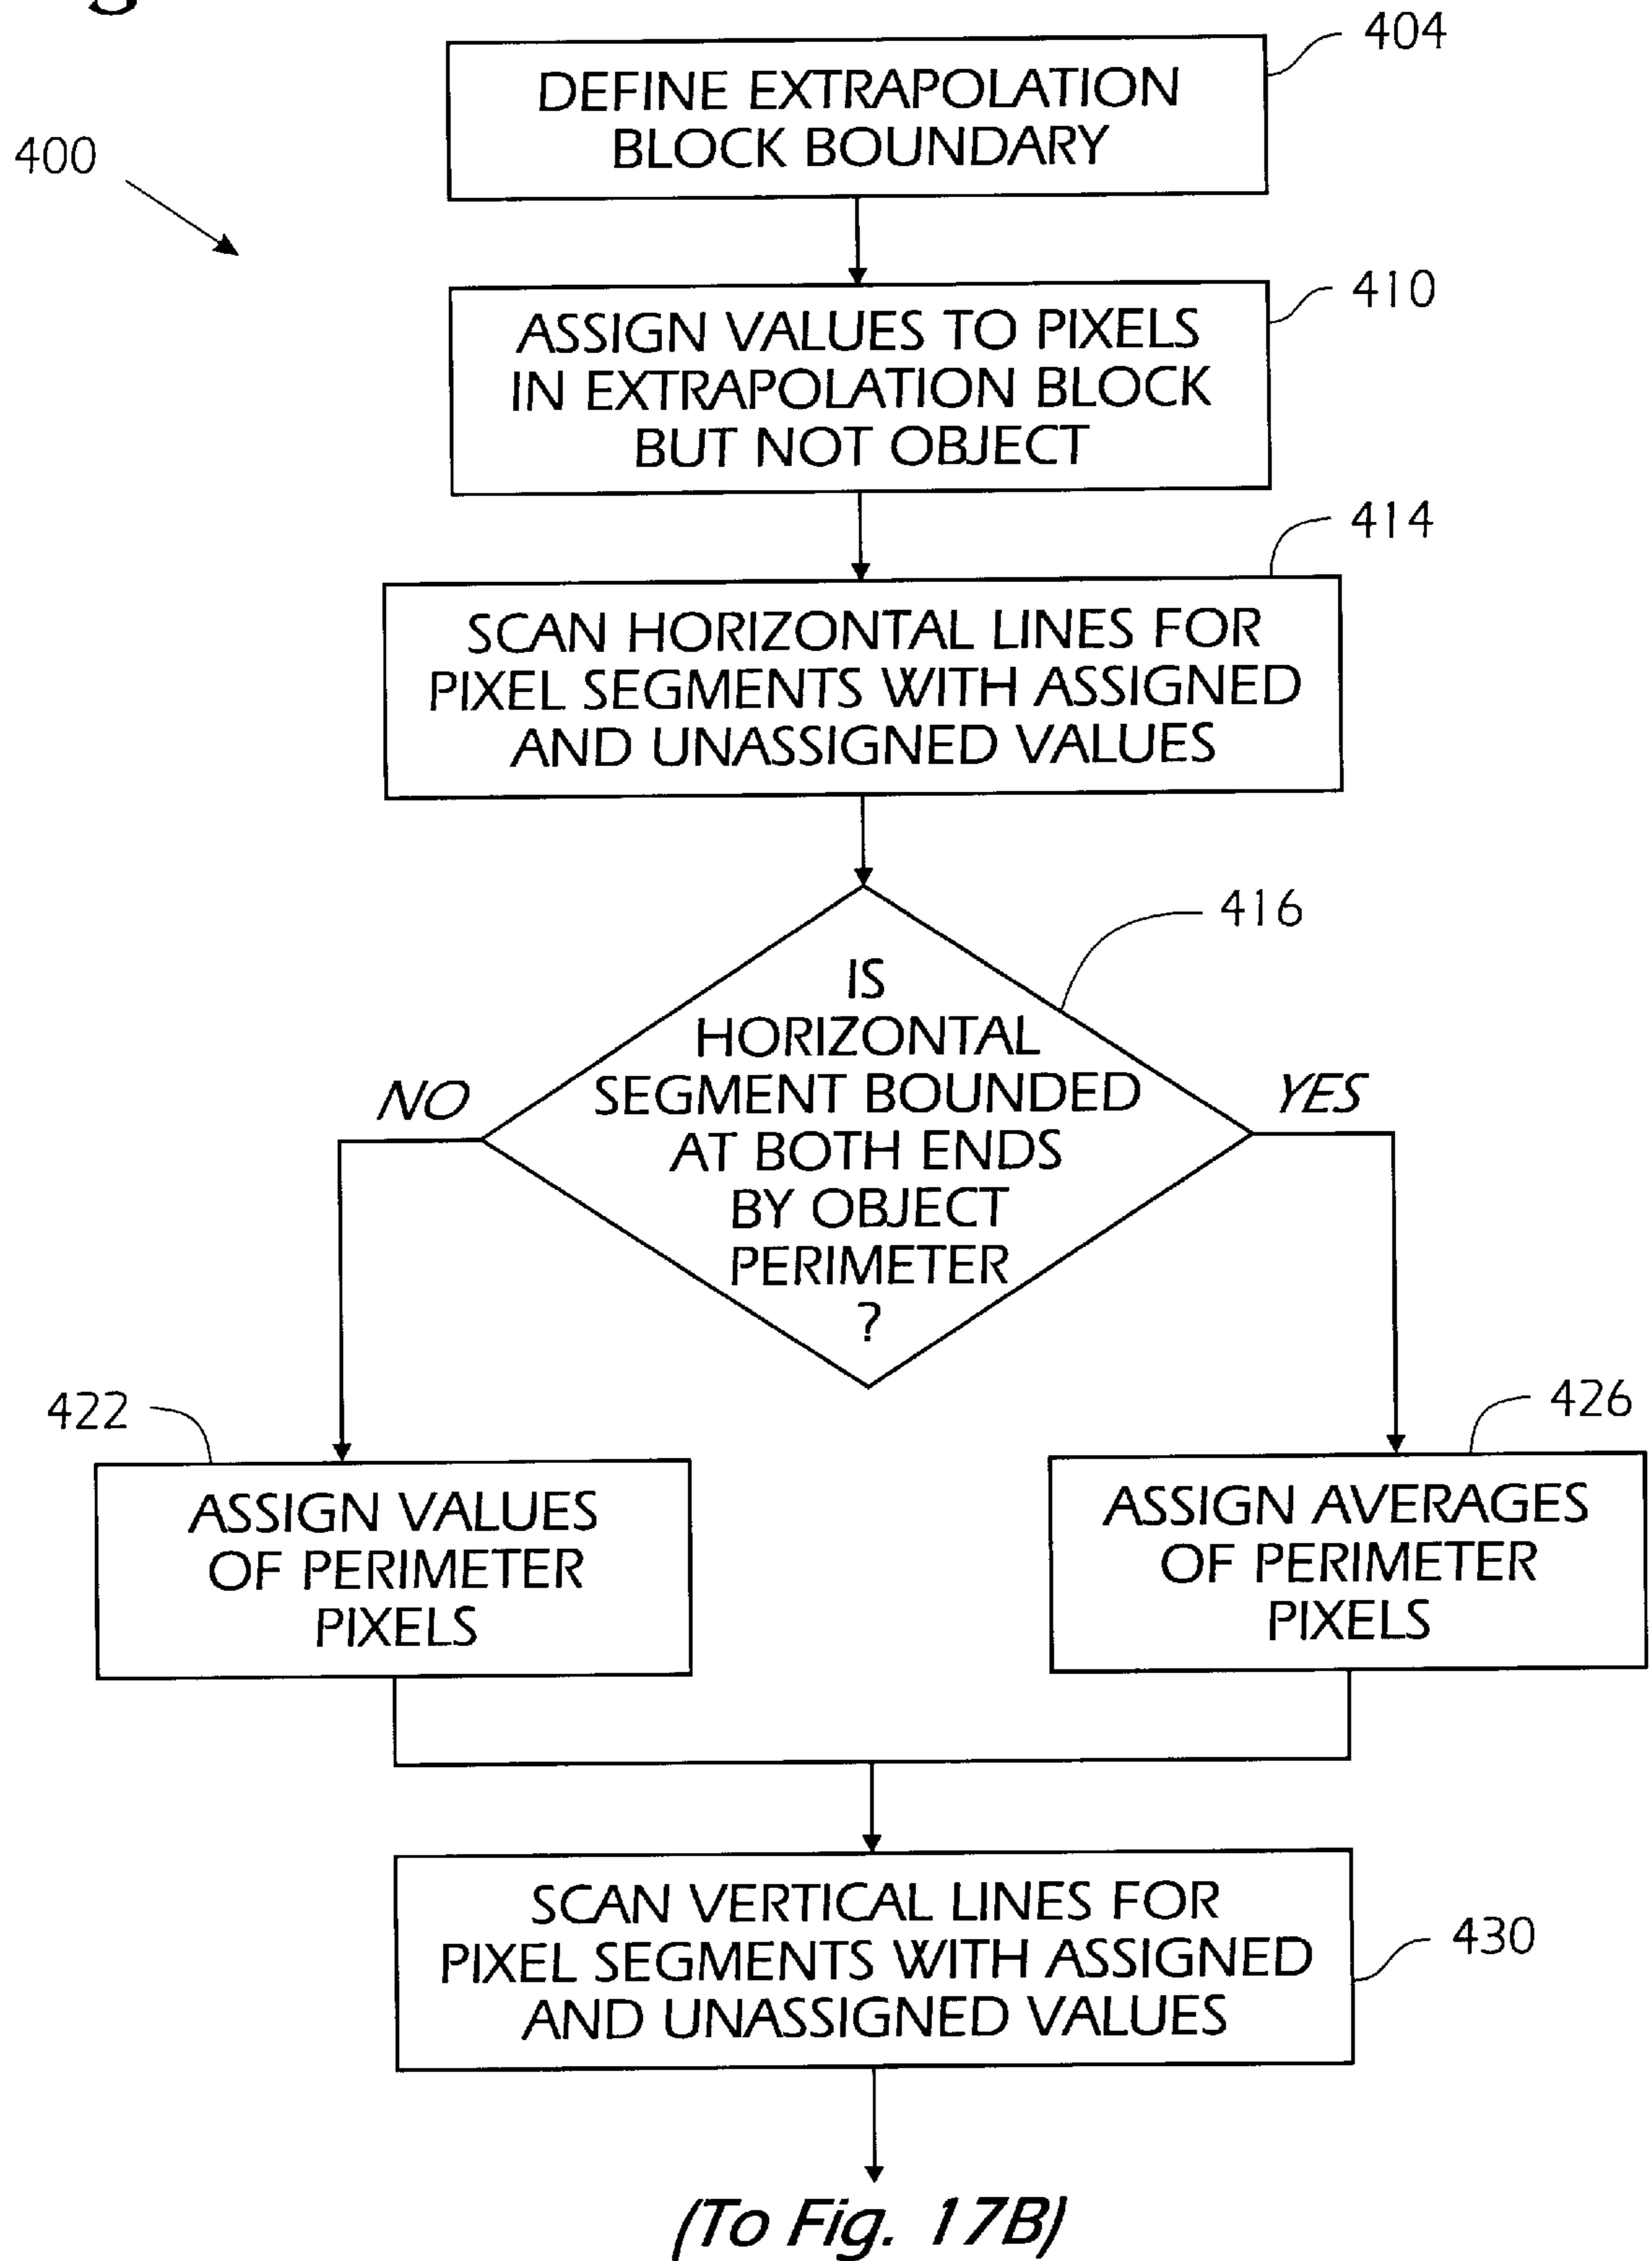 404
DEFINE EXTRAPOLATION
BLOCK BOUNDARY
400
410
ASSIGN VALUES TO PIXELS
IN EXTRAPOLATION BLOCK
BUT NOT OBJECT
414
SCAN HORIZONTAL LINES FOR
PIXEL SEGMENTS WITH ASSIGNED
AND UNASSIGNED VALUES
416
IS
HORIZONTAL
SEGMENT BOUNDED
AT BOTH ENDS
BY OBJECT
PERIMETER
?
NO
YES
422
ASSIGN VALUES
OF PERIMETER
PIXELS
426
ASSIGN AVERAGES
OF PERIMETER
PIXELS
SCAN VERTICAL LINES FOR
PIXEL SEGMENTS WITH ASSIGNED
AND UNASSIGNED VALUES
430
(To Fig. 17B)